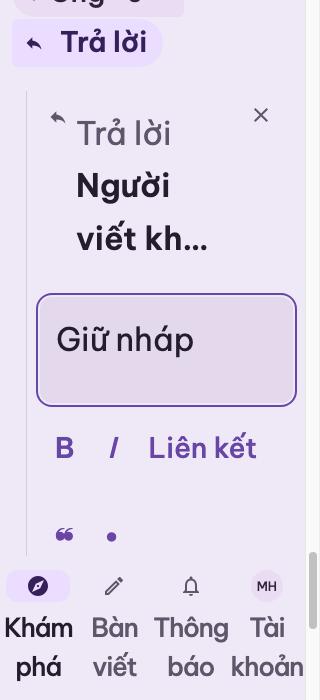 Trả lời
Trả lời
Người
viết kh...
Giữ nháp
B I Liên kết
❝ •
MH
Khám phá
Bàn viết
Thông báo
Tài khoản